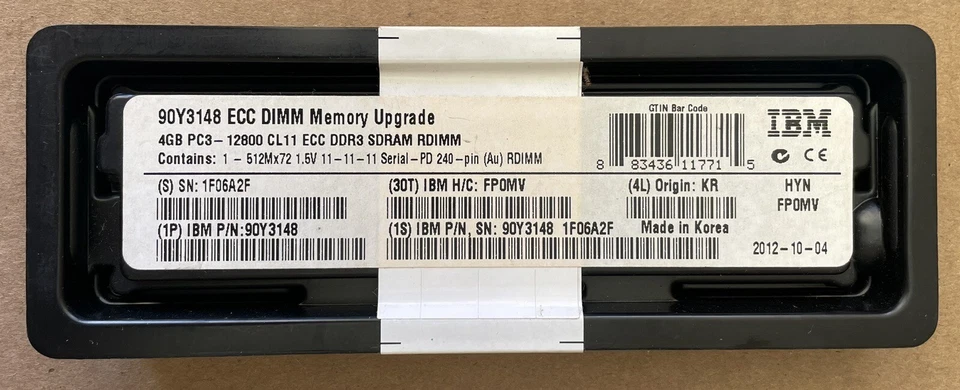 90Y3148 ECC DIMM Memory Upgrade
4GB PC3-12800 CL11 ECC DDR3 SDRAM RDIMM
Contains: 1 - 512Mx72 1.5V 11-11-11 Serial-PD 240-pin (Au) RDIMM
GTIN Bar Code
8 83436 11771 5
IBM
CE
(S) SN: 1F06A2F
(30T) IBM H/C: FP0MV
(4L) Origin: KR
HYN
FP0MV
(1P) IBM P/N:90Y3148
(1S) IBM P/N, SN: 90Y3148 1F06A2F
Made in Korea
2012-10-04